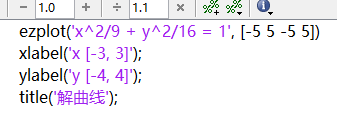 − 1.0 + ÷ 1.1 ×
ezplot('x^2/9 + y^2/16 = 1', [-5 5 -5 5])
xlabel('x [-3, 3]');
ylabel('y [-4, 4]');
title('解曲线');